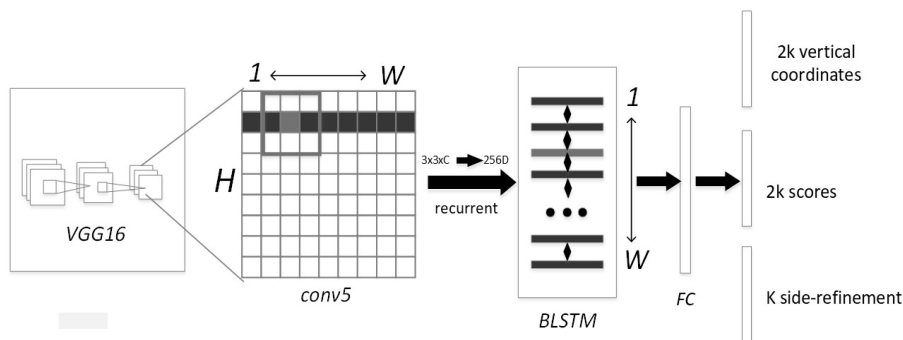 1
W
H
VGG16
conv5
3x3xC
256D
recurrent
1
W
BLSTM
FC
2k vertical
coordinates
2k scores
K side-refinement